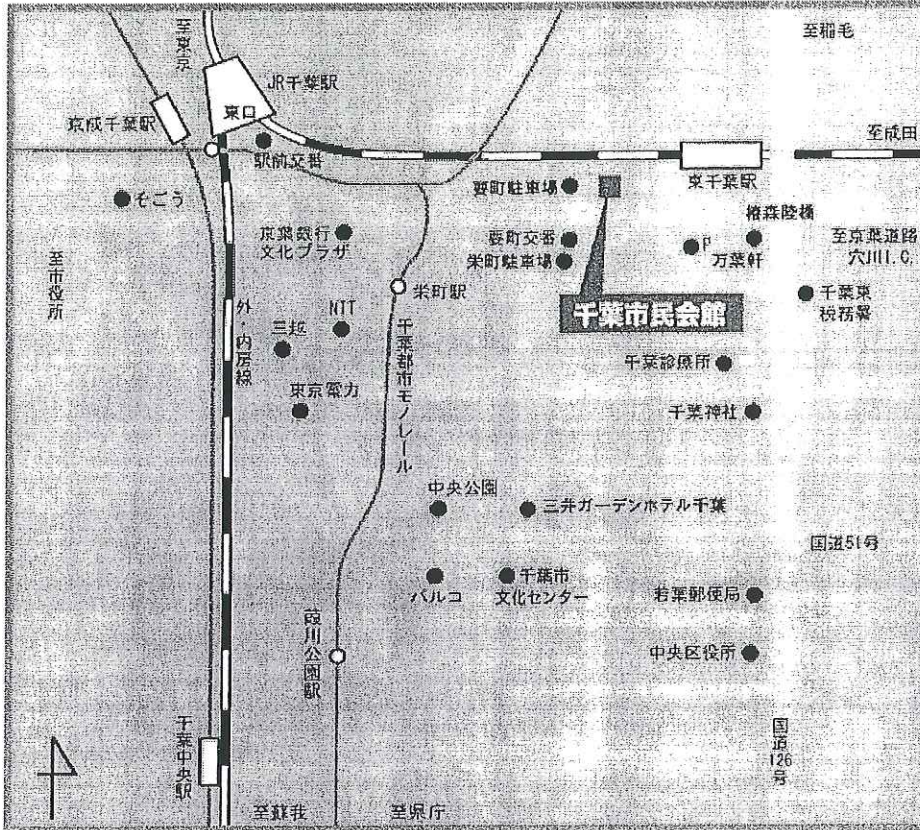 至東京
JR千葉駅
至稲毛
京成千葉駅
東口
至成田
駅前交番
東千葉駅
要町駐車場
そごう
椿森陸橋
京葉銀行
文化プラザ
要町交番
栄町駐車場
P
万葉軒
至京葉道路
穴川I.C.
至市役所
栄町駅
千葉東
税務署
外・内房線
NTT
千葉市民会館
三越
千葉都市モノレール
千葉診療所
東京電力
千葉神社
中央公園
三井ガーデンホテル千葉
国道51号
パルコ
千葉市
文化センター
若葉郵便局
葭川公園駅
中央区役所
千葉中央駅
国道126号
至蘇我
至県庁